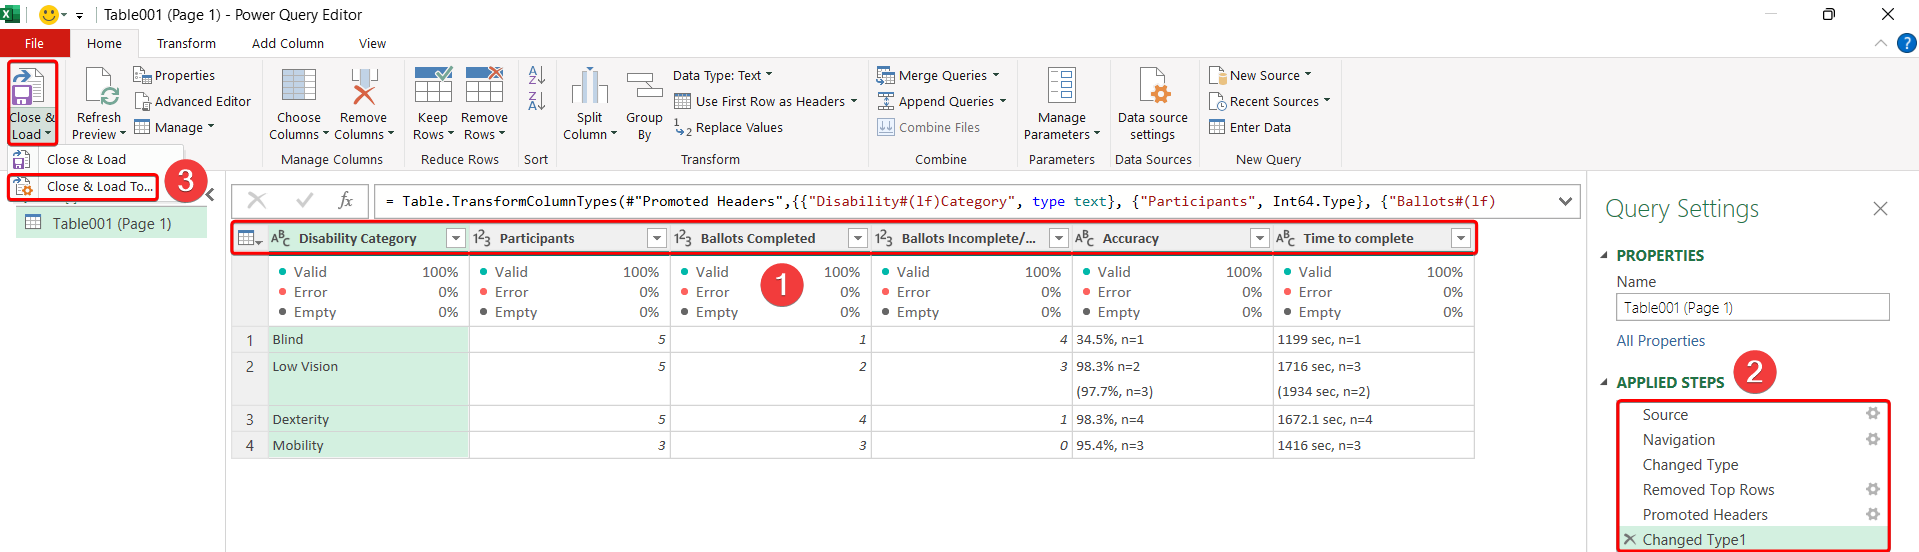 Table001 (Page 1) - Power Query Editor
File
Home
Transform
Add Column
View
?
Close &
Load
Refresh
Preview
Properties
Advanced Editor
Manage
Choose
Columns
Remove
Columns
Manage Columns
Keep
Rows
Remove
Rows
Reduce Rows
A
Z
Z
A
Sort
Split
Column
Group
By
Data Type: Text
Use First Row as Headers
1
2 Replace Values
Transform
Merge Queries
Append Queries
Combine Files
Combine
Manage
Parameters
Parameters
Data source
settings
Data Sources
New Source
Recent Sources
Enter Data
New Query
Close & Load
Close & Load To...
3
Table001 (Page 1)
fx
= Table.TransformColumnTypes(#"Promoted Headers",{{"Disability#(lf)Category", type text}, {"Participants", Int64.Type}, {"Ballots#(lf)
ABC Disability Category
123 Participants
123 Ballots Completed
123 Ballots Incomplete/...
ABC Accuracy
ABC Time to complete
Valid 100% Valid 100% Valid 100% Valid 100% Valid 100% Valid 100%
Error 0% Error 0% Error 0% Error 0% Error 0% Error 0%
Empty 0% Empty 0% Empty 0% Empty 0% Empty 0% Empty 0%
1
1 Blind 5 1 4 34.5%, n=1 1199 sec, n=1
2 Low Vision 5 2 3 98.3% n=2 1716 sec, n=3
(97.7%, n=3) (1934 sec, n=2)
3 Dexterity 5 4 1 98.3%, n=4 1672.1 sec, n=4
4 Mobility 3 3 0 95.4%, n=3 1416 sec, n=3
Query Settings
PROPERTIES
Name
Table001 (Page 1)
All Properties
APPLIED STEPS
2
Source
Navigation
Changed Type
Removed Top Rows
Promoted Headers
Changed Type1